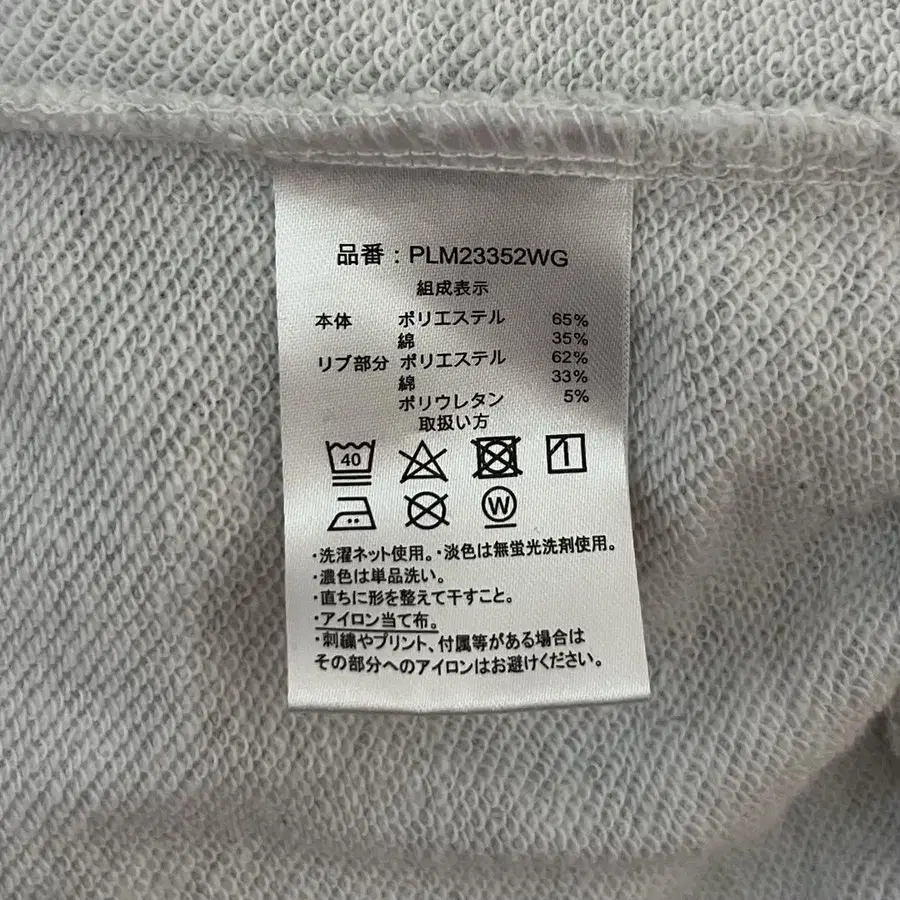 品番：PLM23352WG
組成表示
本体 ポリエステル 65%
綿 35%
リブ部分 ポリエステル 62%
綿 33%
ポリウレタン 5%
取扱い方
40
W
・洗濯ネット使用。・淡色は無蛍光洗剤使用。
・濃色は単品洗い。
・直ちに形を整えて干すこと。
・アイロン当て布。
・刺繍やプリント、付属等がある場合は
その部分へのアイロンはお避けください。